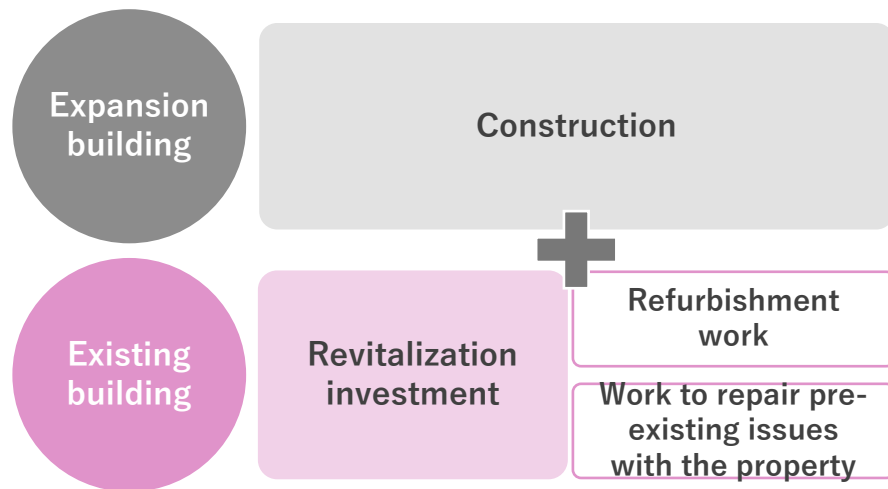 Expansion
building
Construction
Existing
building
Revitalization
investment
Refurbishment
work
Work to repair pre-
existing issues
with the property